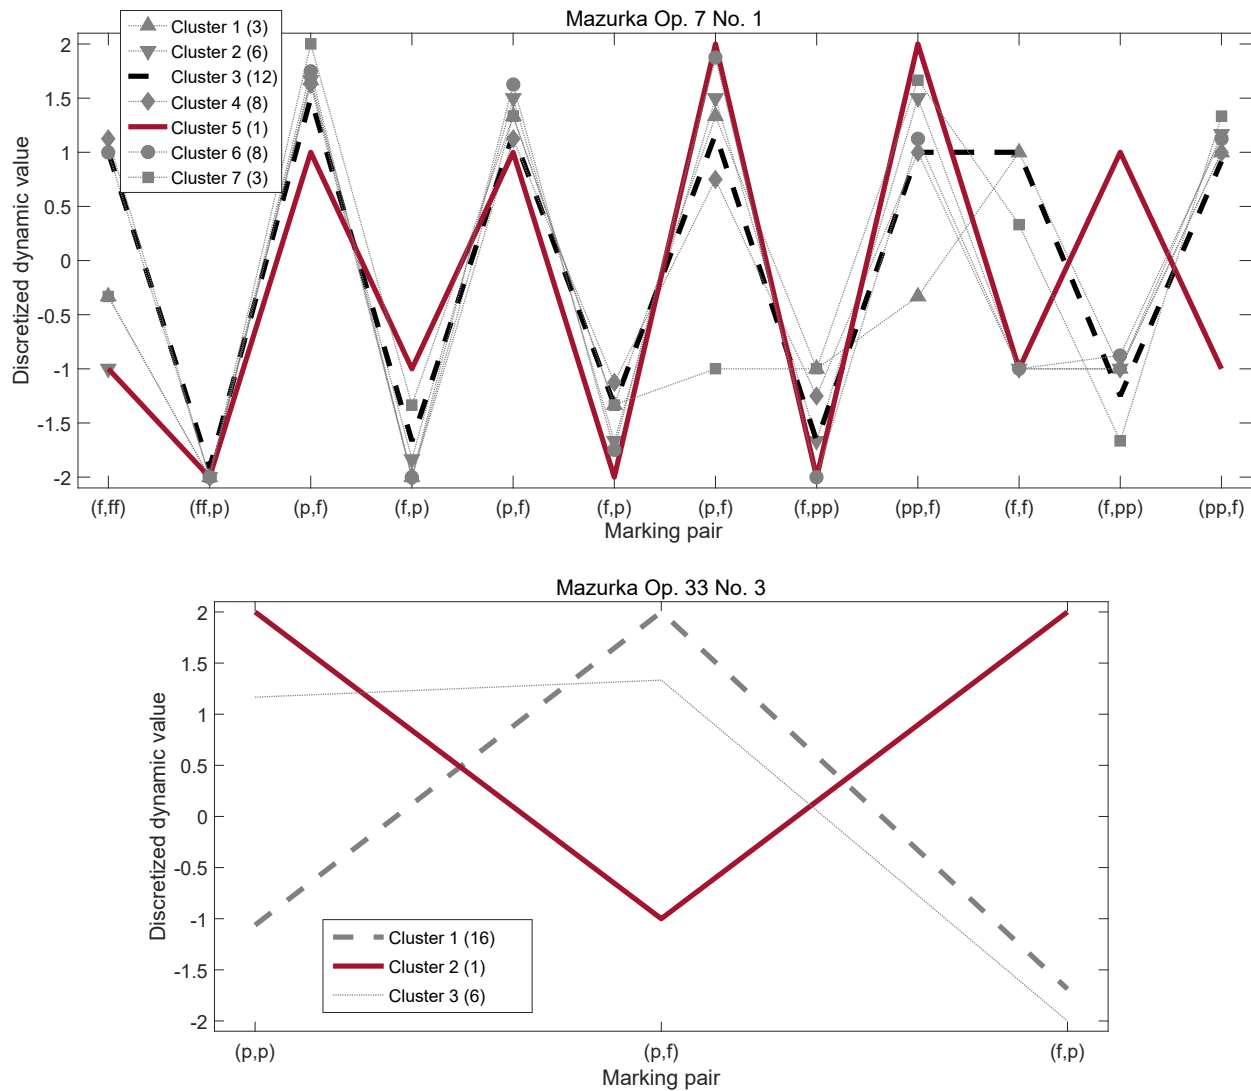 Mazurka Op. 7 No. 1
Cluster 1 (3)
Cluster 2 (6)
Cluster 3 (12)
Cluster 4 (8)
Cluster 5 (1)
Cluster 6 (8)
Cluster 7 (3)
Discretized dynamic value
2
1.5
1
0.5
0
-0.5
-1
-1.5
-2
(f,ff) (ff,p) (p,f) (f,p) (p,f) (f,p) (p,f) (f,pp) (pp,f) (f,f) (f,pp) (pp,f)
Marking pair
Mazurka Op. 33 No. 3
Discretized dynamic value
2
1.5
1
0.5
0
-0.5
-1
-1.5
-2
Cluster 1 (16)
Cluster 2 (1)
Cluster 3 (6)
(p,p) (p,f) (f,p)
Marking pair